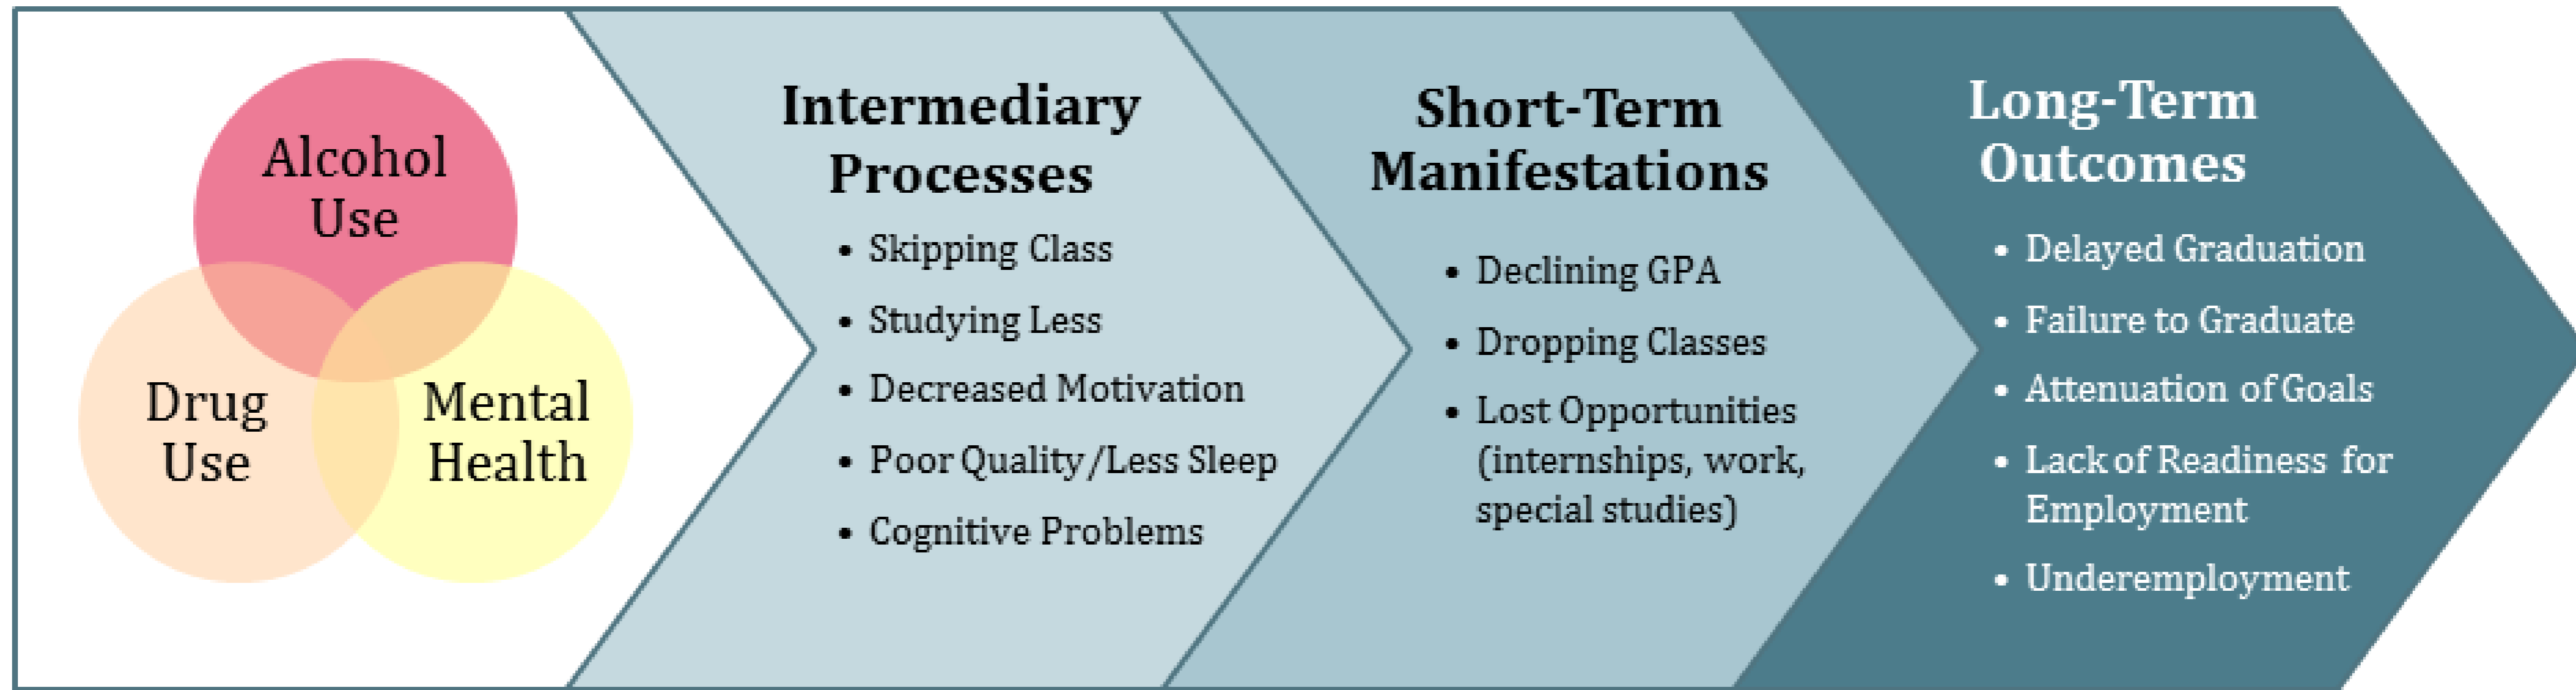 Alcohol
Use
Drug
Use
Mental
Health
Intermediary
Processes
• Skipping Class
• Studying Less
• Decreased Motivation
• Poor Quality/Less Sleep
• Cognitive Problems
Short-Term
Manifestations
• Declining GPA
• Dropping Classes
• Lost Opportunities
(internships, work,
special studies)
Long-Term
Outcomes
• Delayed Graduation
• Failure to Graduate
• Attenuation of Goals
• Lack of Readiness for
Employment
• Underemployment